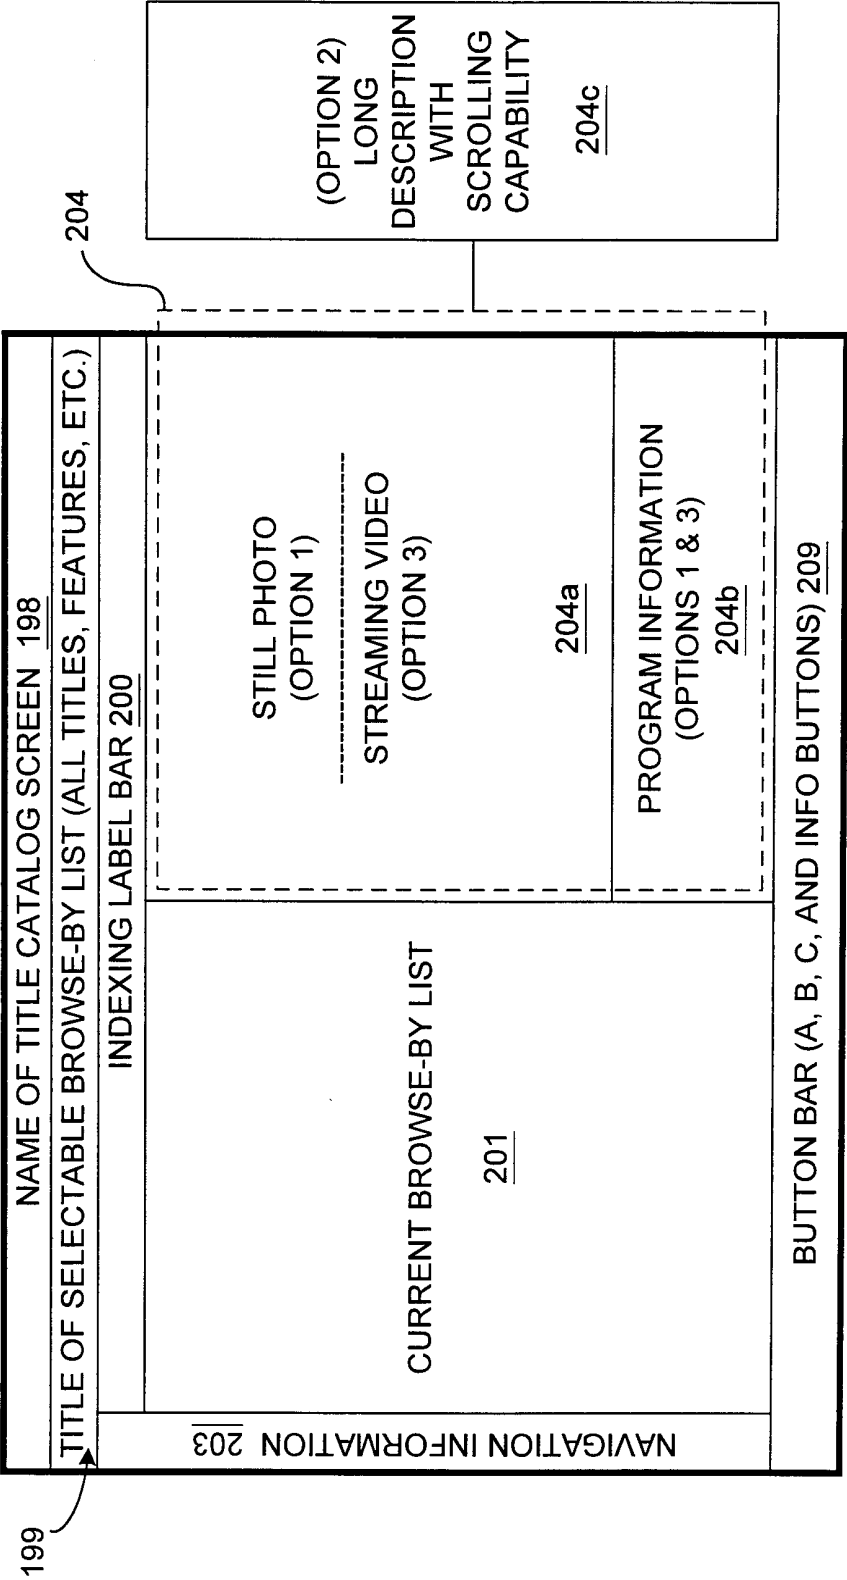 NAME OF TITLE CATALOG SCREEN 198
199
TITLE OF SELECTABLE BROWSE-BY LIST (ALL TITLES, FEATURES, ETC.)
INDEXING LABEL BAR 200
204
NAVIGATION INFORMATION 203
CURRENT BROWSE-BY LIST
201
STILL PHOTO
(OPTION 1)
STREAMING VIDEO
(OPTION 3)
204a
PROGRAM INFORMATION
(OPTIONS 1 & 3)
204b
(OPTION 2)
LONG
DESCRIPTION
WITH
SCROLLING
CAPABILITY
204c
BUTTON BAR (A, B, C, AND INFO BUTTONS) 209